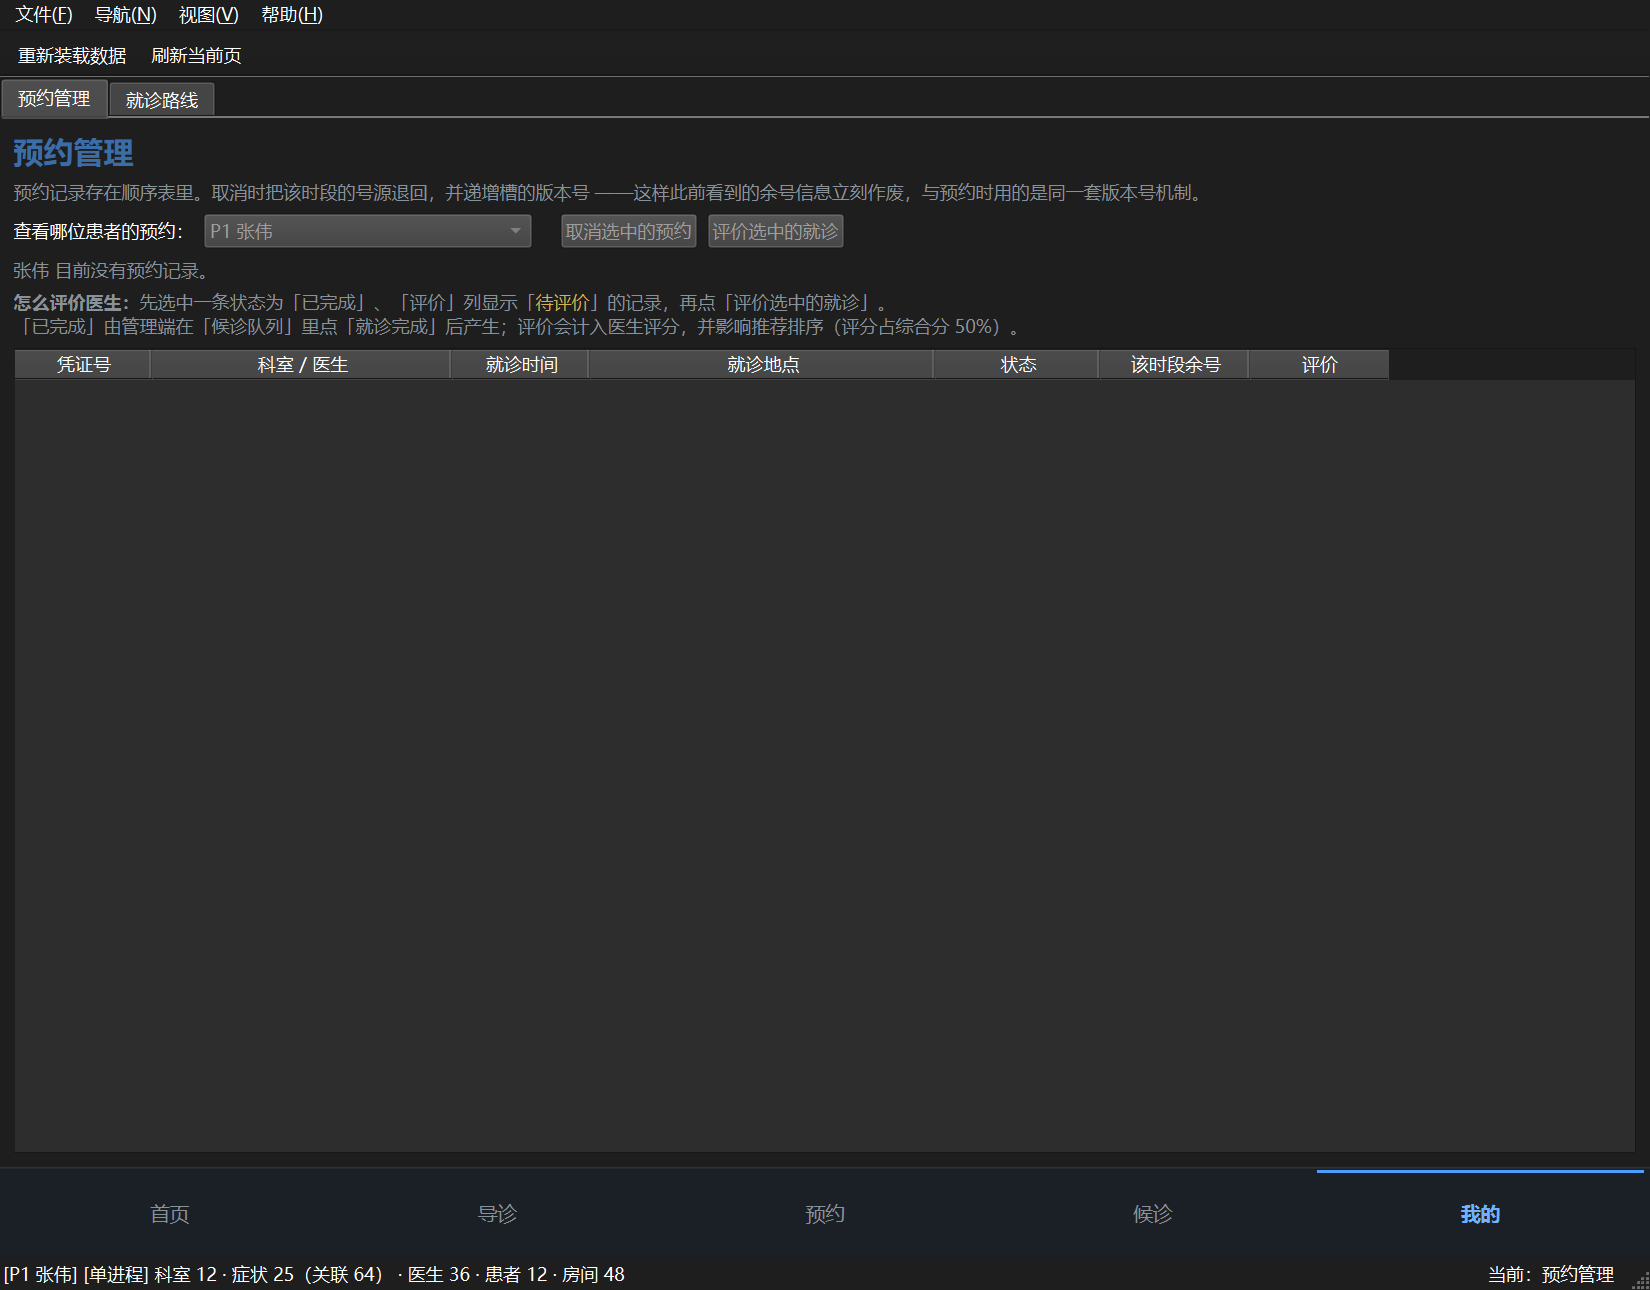 文件(F) 导航(N) 视图(V) 帮助(H)
重新装载数据 刷新当前页
预约管理 就诊路线
预约管理
预约记录存在顺序表里。取消时把该时段的号源退回，并递增槽的版本号 ——这样此前看到的余号信息立刻作废，与预约时用的是同一套版本号机制。
查看哪位患者的预约： P1 张伟 取消选中的预约 评价选中的就诊
张伟 目前没有预约记录。
怎么评价医生：先选中一条状态为「已完成」、「评价」列显示「待评价」的记录，再点「评价选中的就诊」。
「已完成」由管理端在「候诊队列」里点「就诊完成」后产生；评价会计入医生评分，并影响推荐排序（评分占综合分 50%）。
凭证号 科室 / 医生 就诊时间 就诊地点 状态 该时段余号 评价
首页 导诊 预约 候诊 我的
[P1 张伟] [单进程] 科室 12 · 症状 25（关联 64） · 医生 36 · 患者 12 · 房间 48 当前：预约管理